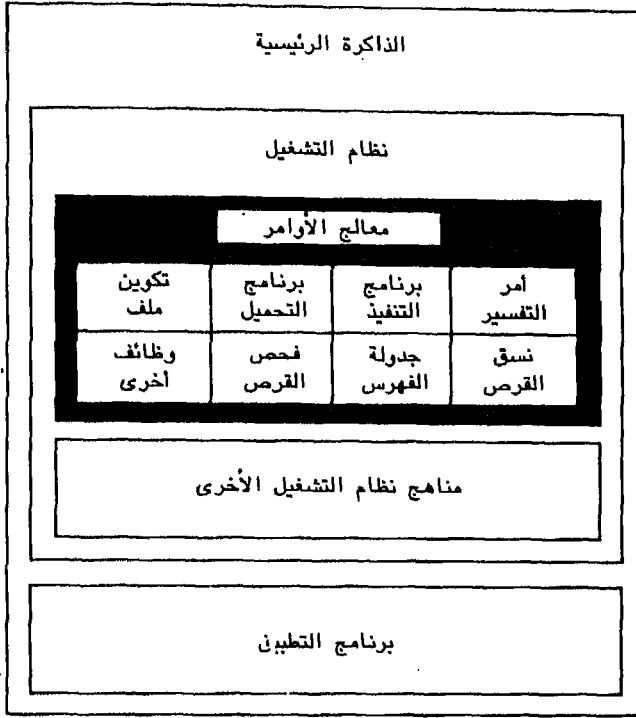 الذاكرة الرئيسية
نظام التشغيل
معالج الأوامر
أمر التفسير
برنامج التنفيذ
برنامج التحميل
تكوين ملف
نسق القرص
جدولة الفهرس
فحص القرص
وظائف أخرى
مناهج نظام التشغيل الأخرى
برنامج التطبيق